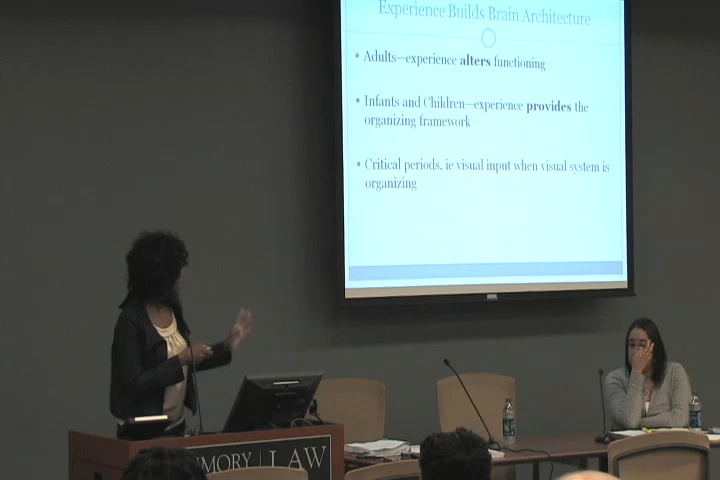 Experience Builds Brain Architecture
• Adults—experience alters functioning
• Infants and Children—experience provides the
organizing framework
• Critical periods, ie visual input when visual system is
organizing
EMORY | LAW